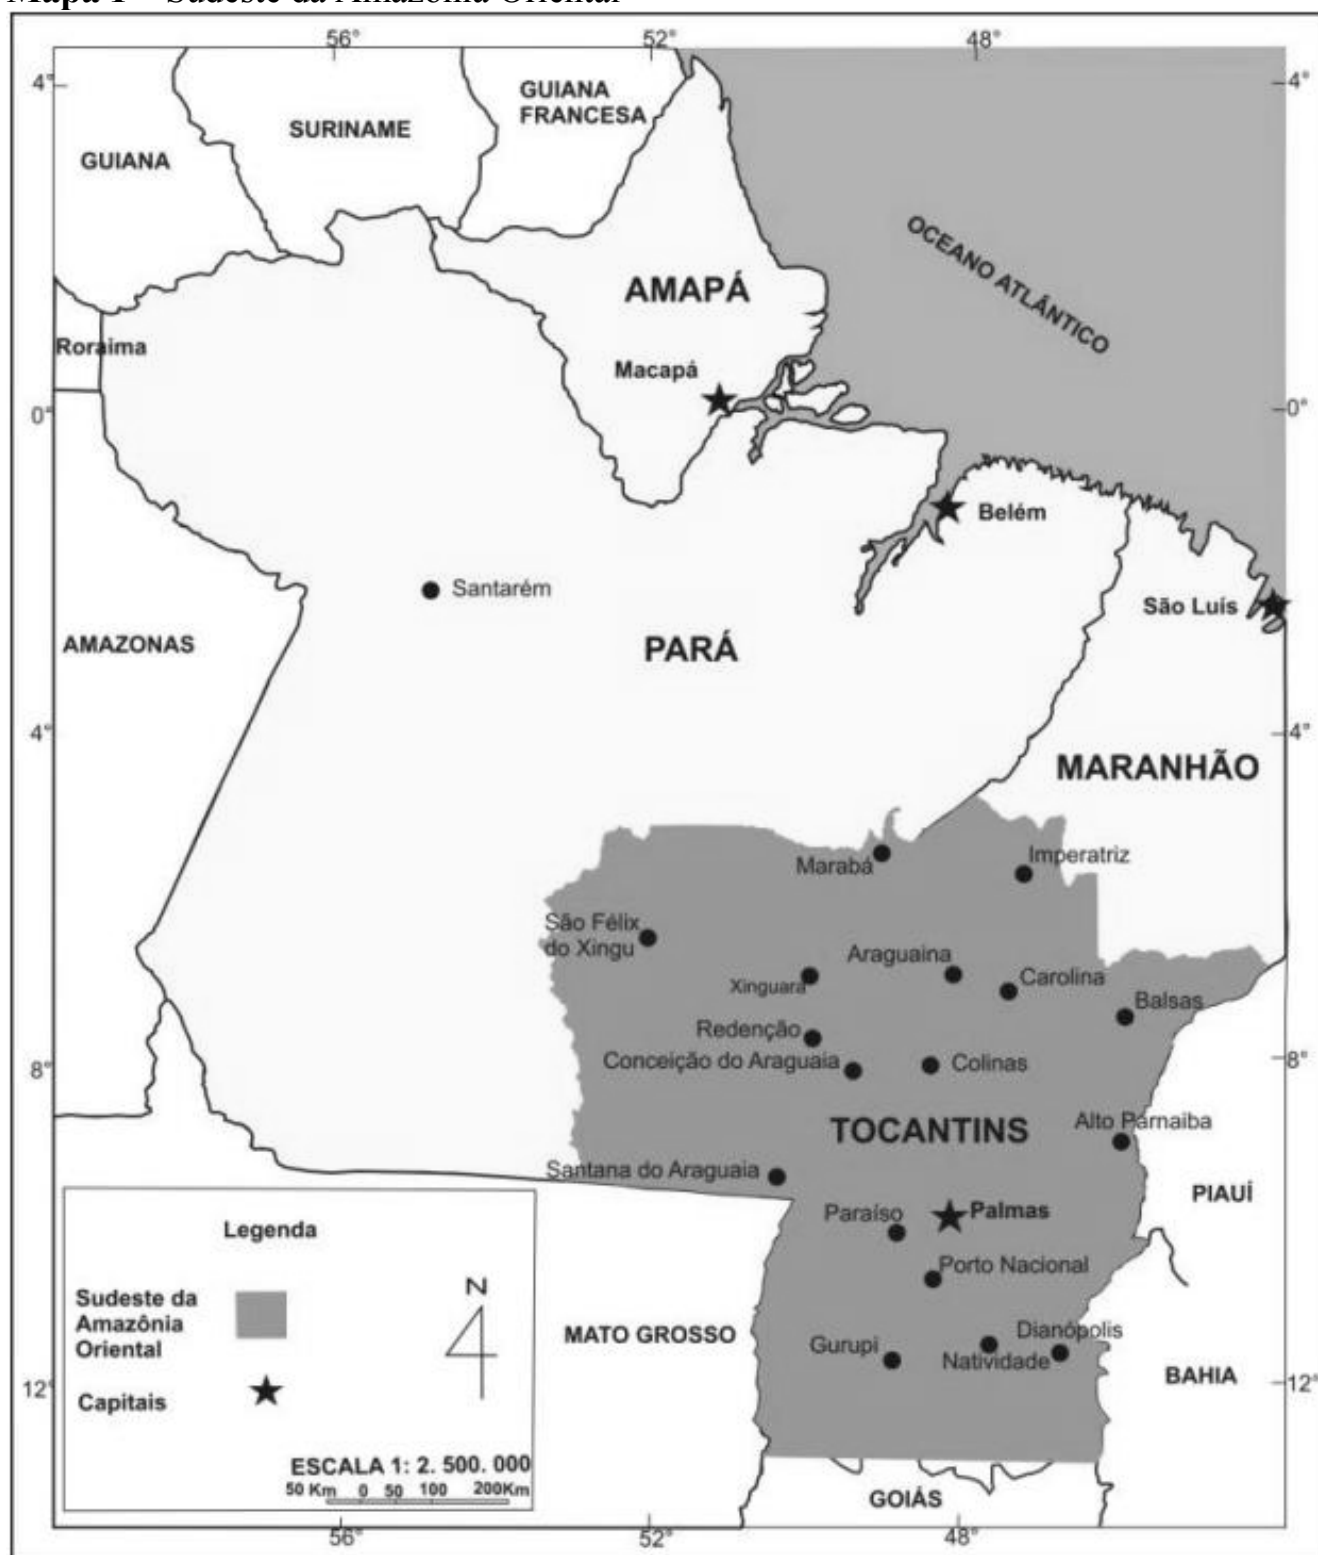 Mapa 1 – Sudeste da Amazônia Oriental
56° 52° 48°
4° 4°
GUIANA
FRANCESA
SURINAME
GUIANA
OCEANO ATLÂNTICO
AMAPÁ
Roraima
Macapá
0° 0°
Belém
Santarém
São Luís
AMAZONAS
PARÁ
4° 4°
MARANHÃO
Marabá
Imperatriz
São Félix
do Xingu
Araguaina
Carolina
Xinguara
Balsas
Redenção
Conceição do Araguaia
Colinas
8° 8°
Alto Parnaiba
TOCANTINS
Santana do Araguaia
PIAUÍ
Paraíso
Palmas
Porto Nacional
Legenda
Sudeste da
Amazônia
Oriental
N
MATO GROSSO
Dianópolis
Gurupi
Natividade
BAHIA
12° 12°
Capitais
ESCALA 1: 2. 500. 000
50 Km 0 50 100 200Km
GOIÁS
56° 52° 48°